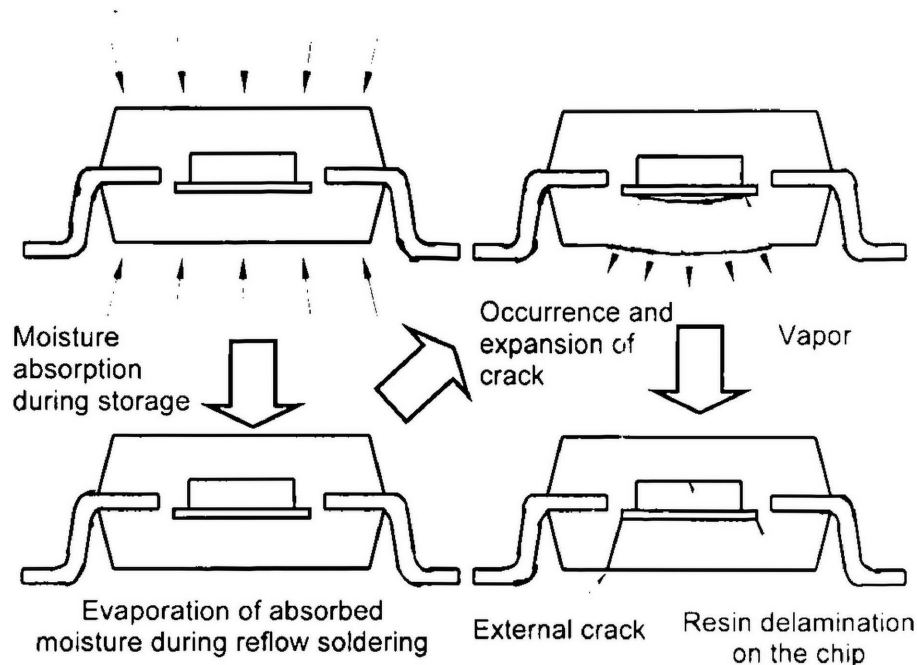 Moisture
absorption
during storage
Evaporation of absorbed
moisture during reflow soldering
Occurrence and
expansion of
crack
Vapor
External crack
Resin delamination
on the chip